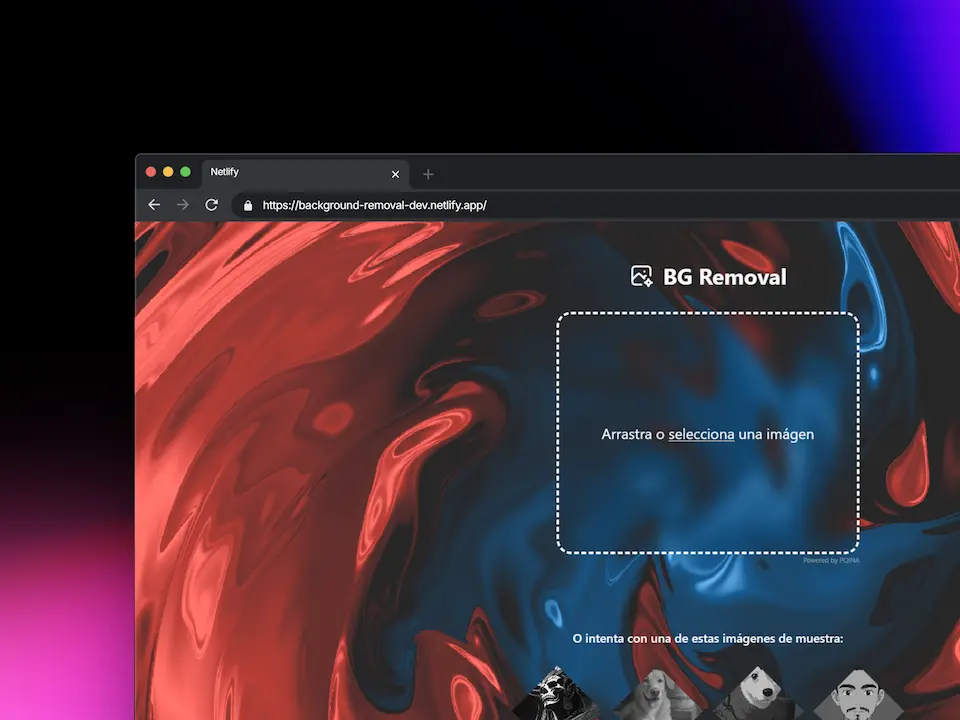 Netlify
https://background-removal-dev.netlify.app/
BG Removal
Arrastra o selecciona una imágen
Powered by PQINA
O intenta con una de estas imágenes de muestra: